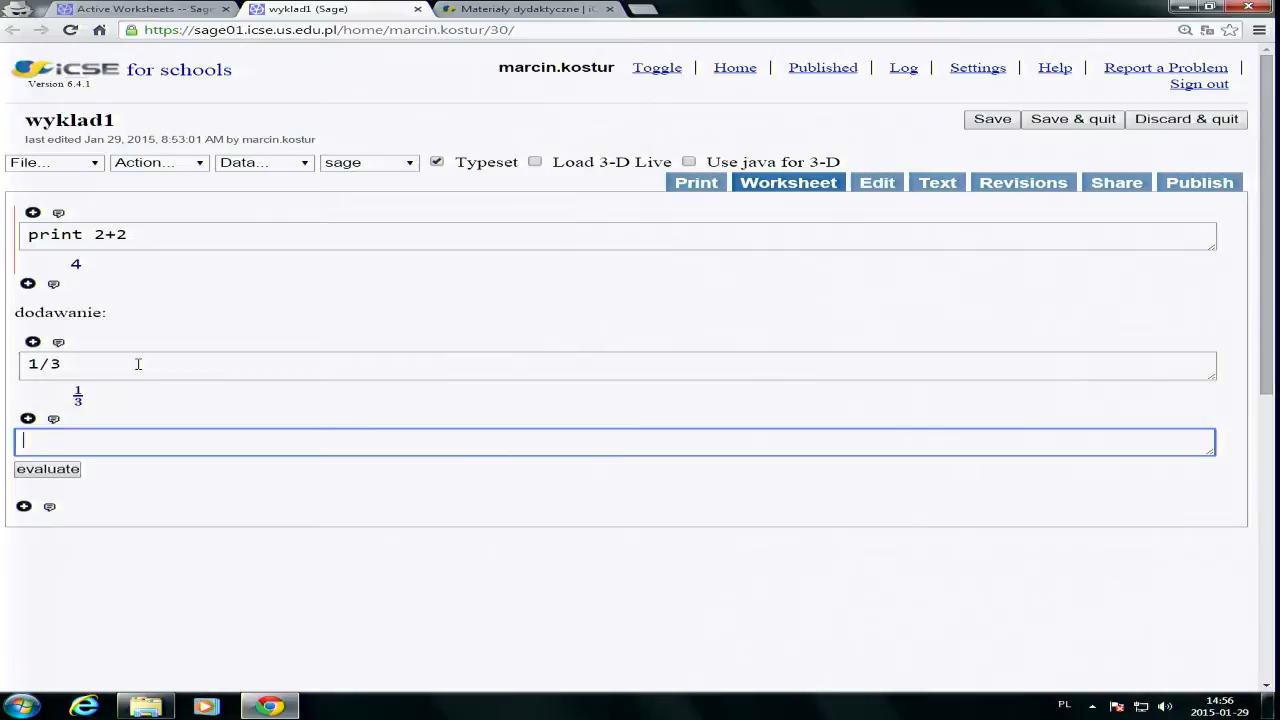 Active Worksheets -- Sage
wyklad1 (Sage)
Materiały dydaktyczne | i
https://sage01.icse.us.edu.pl/home/marcin.kostur/30/
iCSE for schools
Version 6.4.1
marcin.kostur Toggle | Home | Published | Log | Settings | Help | Report a Problem |
Sign out
wyklad1
last edited Jan 29, 2015, 8:53:01 AM by marcin.kostur
Save Save & quit Discard & quit
File... Action... Data... sage Typeset Load 3-D Live Use java for 3-D
Print Worksheet Edit Text Revisions Share Publish
print 2+2
4
dodawanie:
1/3
1
3
evaluate
PL
14:56
2015-01-29